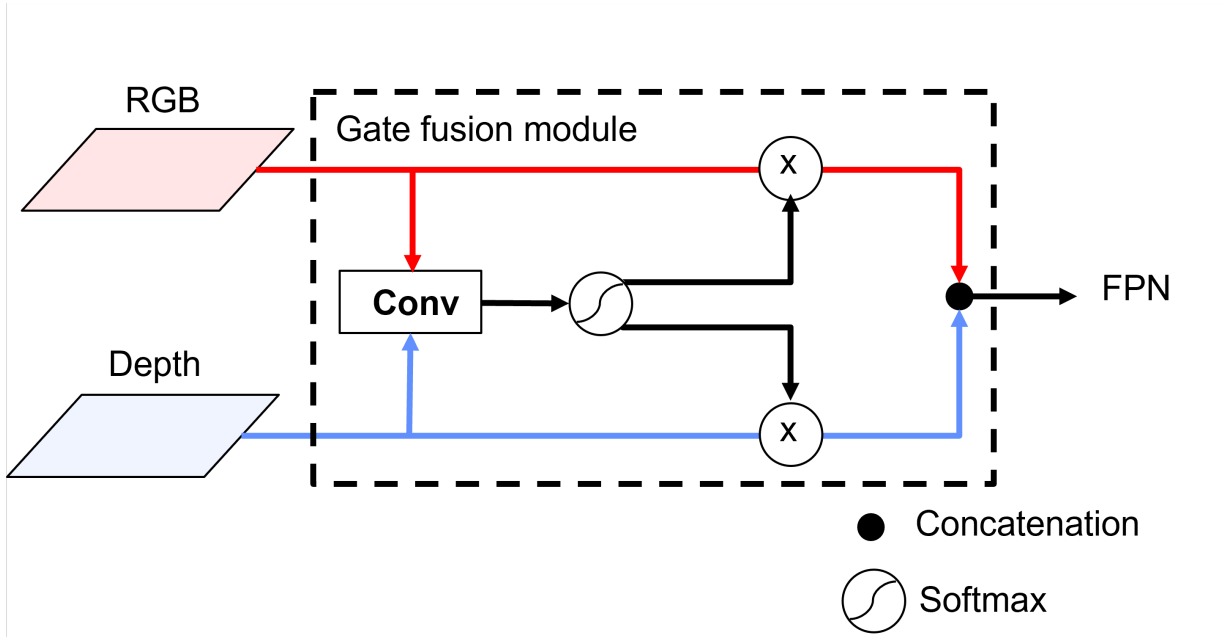 RGB
Gate fusion module
x
Conv
FPN
Depth
x
Concatenation
Softmax